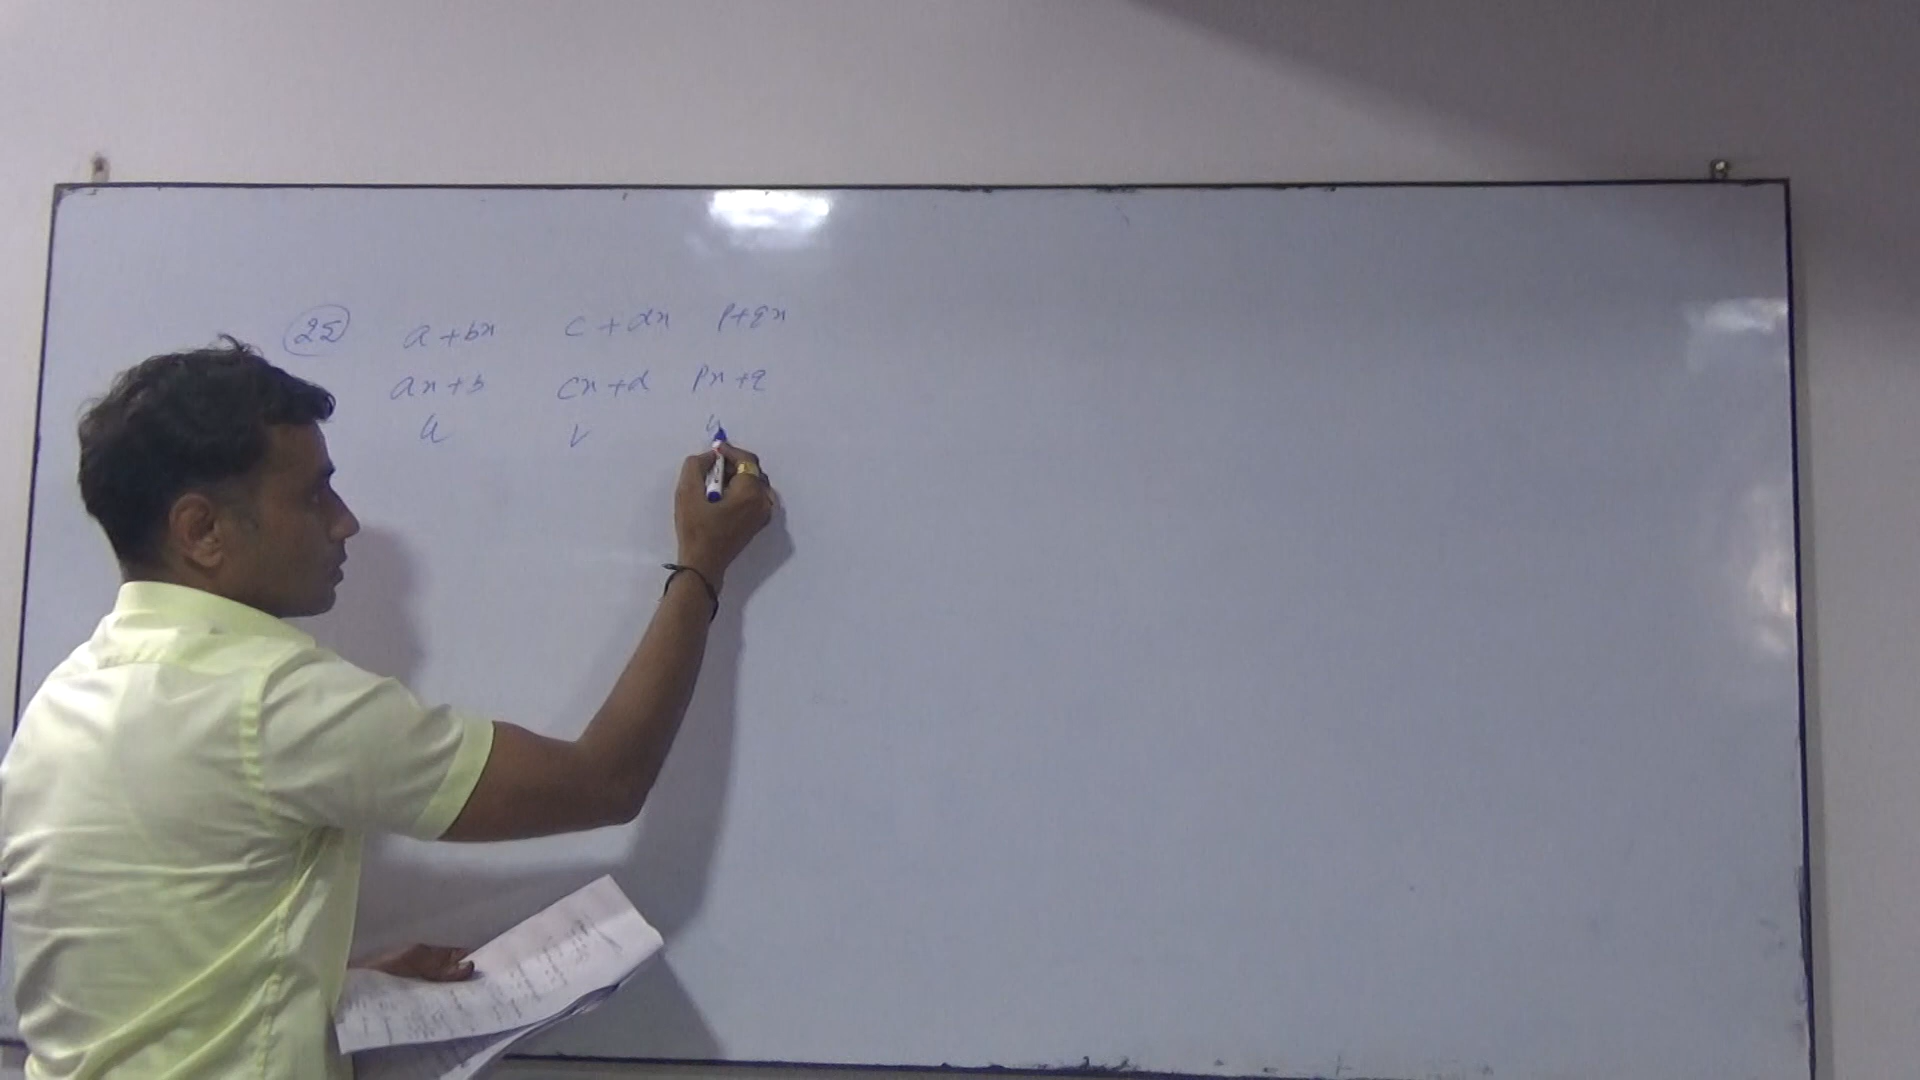 25 a+bx c+dx p+qx
ax+b cx+d px+q
u v